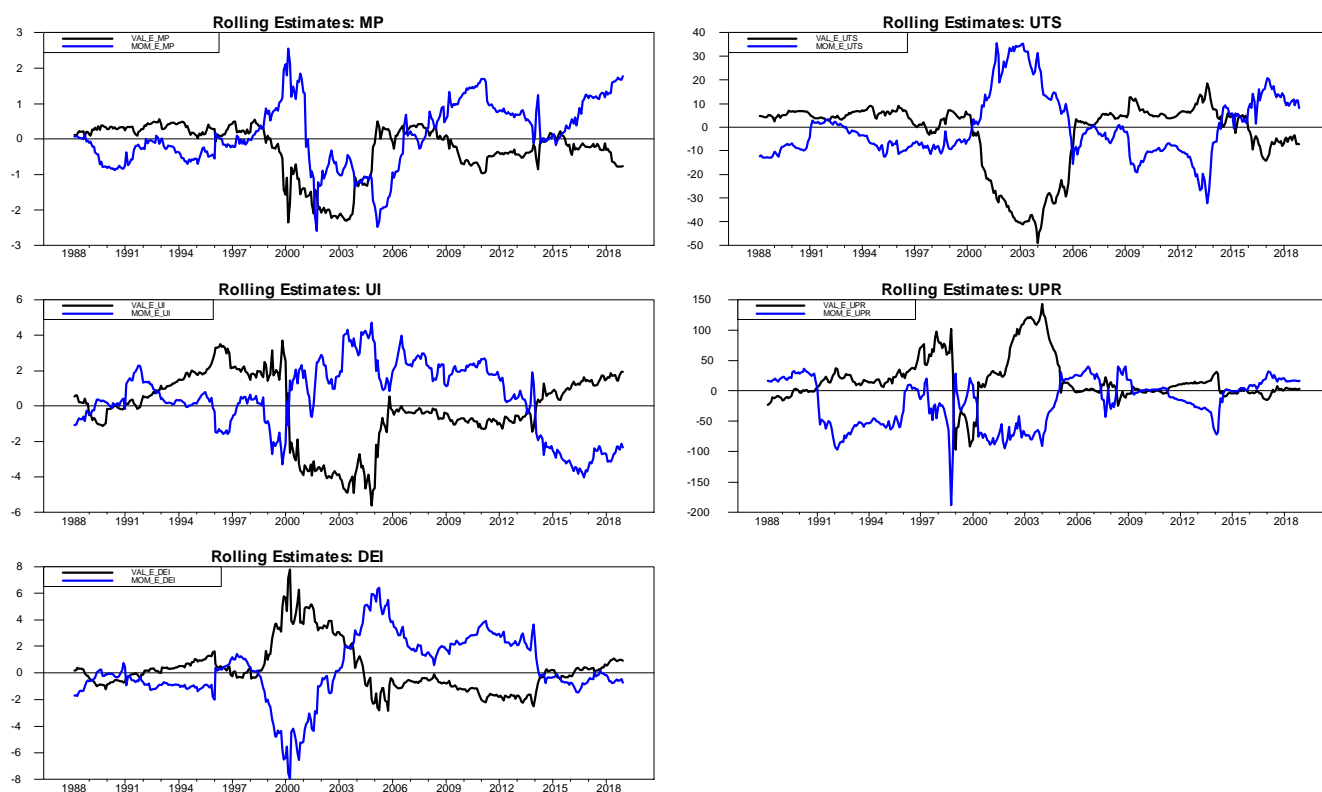 Rolling Estimates: MP
VAL_E_MP
MOM_E_MP
3
2
1
0
-1
-2
-3
1988 1991 1994 1997 2000 2003 2006 2009 2012 2015 2018
Rolling Estimates: UTS
VAL_E_UTS
MOM_E_UTS
40
30
20
10
0
-10
-20
-30
-40
-50
1988 1991 1994 1997 2000 2003 2006 2009 2012 2015 2018
Rolling Estimates: UI
VAL_E_UI
MOM_E_UI
6
4
2
0
-2
-4
-6
1988 1991 1994 1997 2000 2003 2006 2009 2012 2015 2018
Rolling Estimates: UPR
VAL_E_UPR
MOM_E_UPR
150
100
50
0
-50
-100
-150
-200
1988 1991 1994 1997 2000 2003 2006 2009 2012 2015 2018
Rolling Estimates: DEI
VAL_E_DEI
MOM_E_DEI
8
6
4
2
0
-2
-4
-6
-8
1988 1991 1994 1997 2000 2003 2006 2009 2012 2015 2018